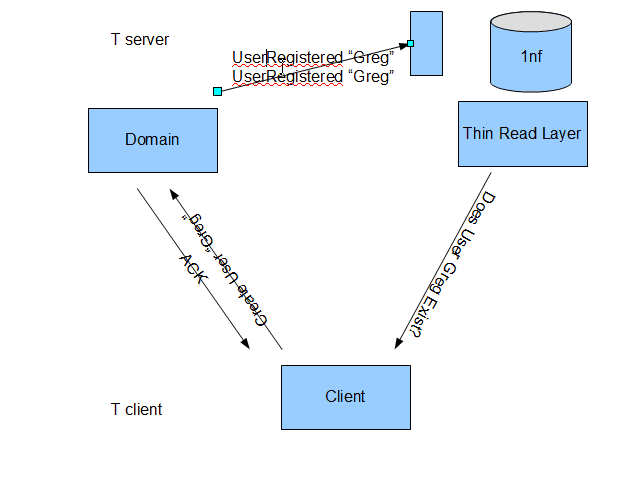 T server
UserRegistered “Greg”
UserRegistered “Greg”
1nf
Domain
Thin Read Layer
Create User “Greg “
ACK
Does User Greg Exist?
Client
T client